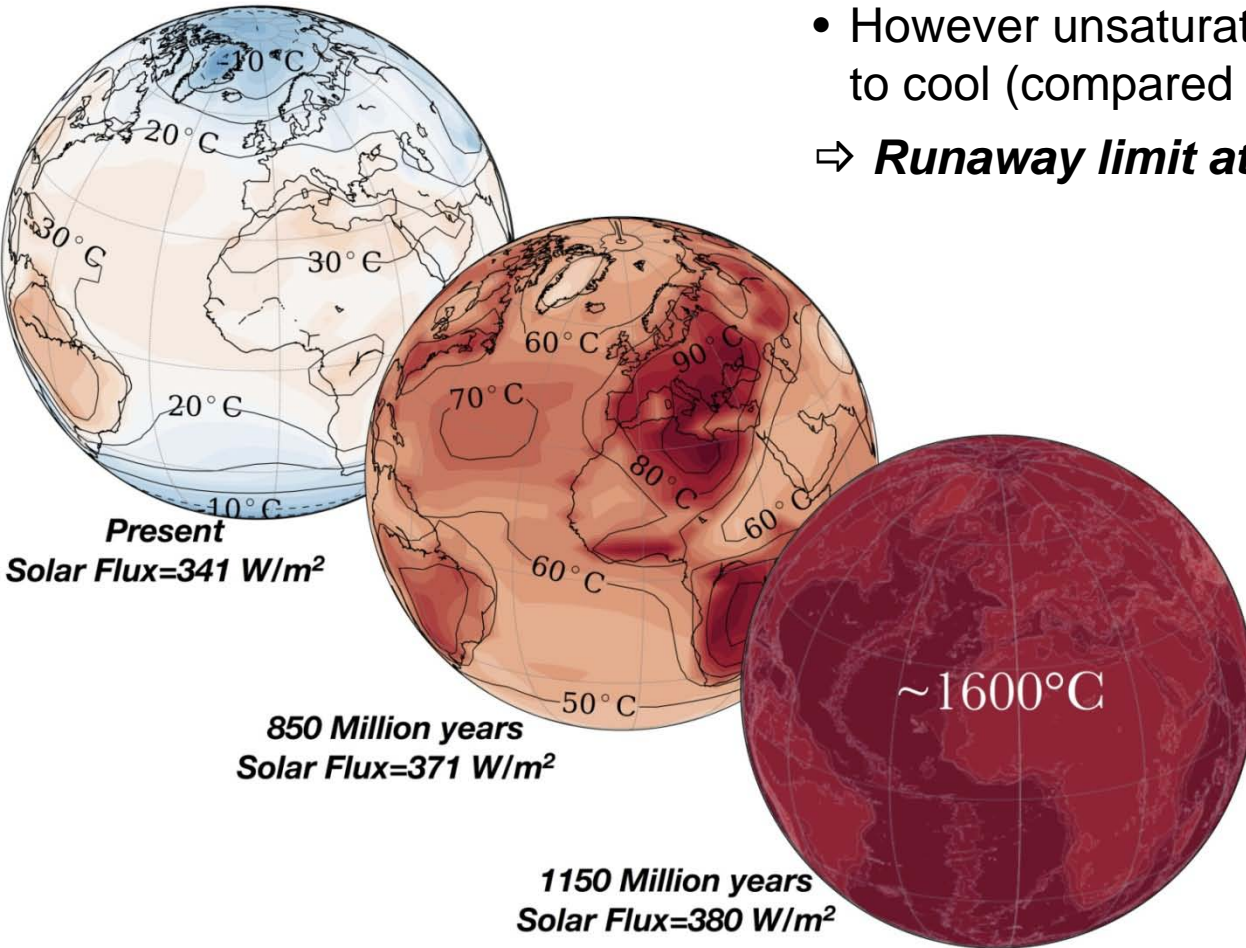 • However unsaturat
to cool (compared
⇨ Runaway limit at
-10°C
20°C
30°C
30°C
20°C
-10°C
Present
Solar Flux=341 W/m²
60°C
90°C
70°C
80°C
60°C
60°C
50°C
850 Million years
Solar Flux=371 W/m²
~1600°C
1150 Million years
Solar Flux=380 W/m²